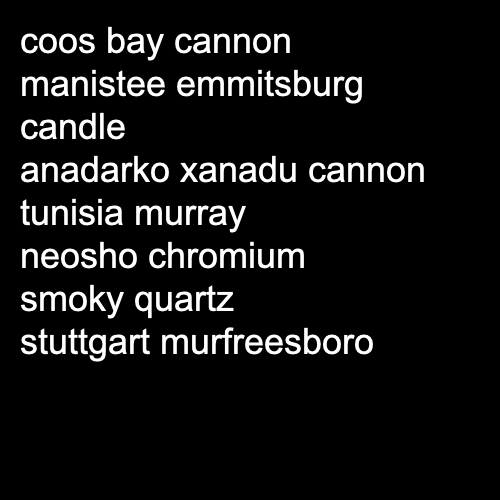 coos bay cannon
manistee emmitsburg
candle
anadarko xanadu cannon
tunisia murray
neosho chromium
smoky quartz
stuttgart murfreesboro